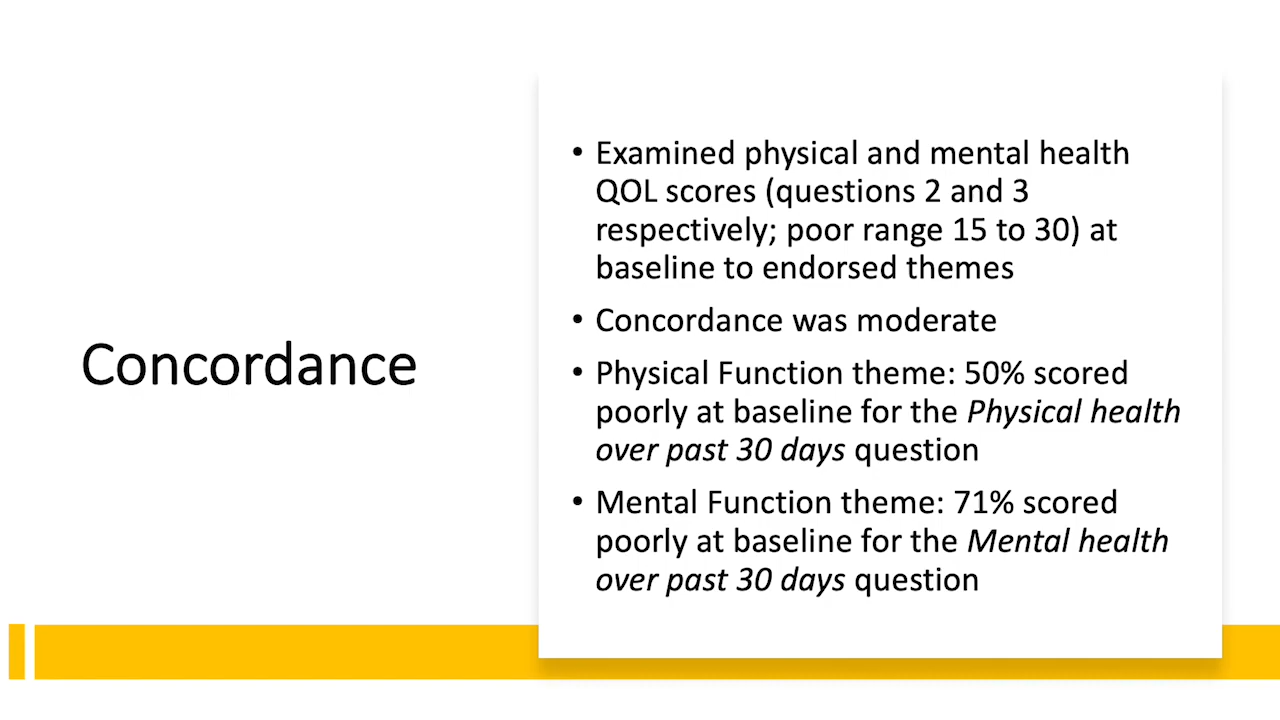 Concordance
• Examined physical and mental health
QOL scores (questions 2 and 3
respectively; poor range 15 to 30) at
baseline to endorsed themes
• Concordance was moderate
• Physical Function theme: 50% scored
poorly at baseline for the Physical health
over past 30 days question
• Mental Function theme: 71% scored
poorly at baseline for the Mental health
over past 30 days question